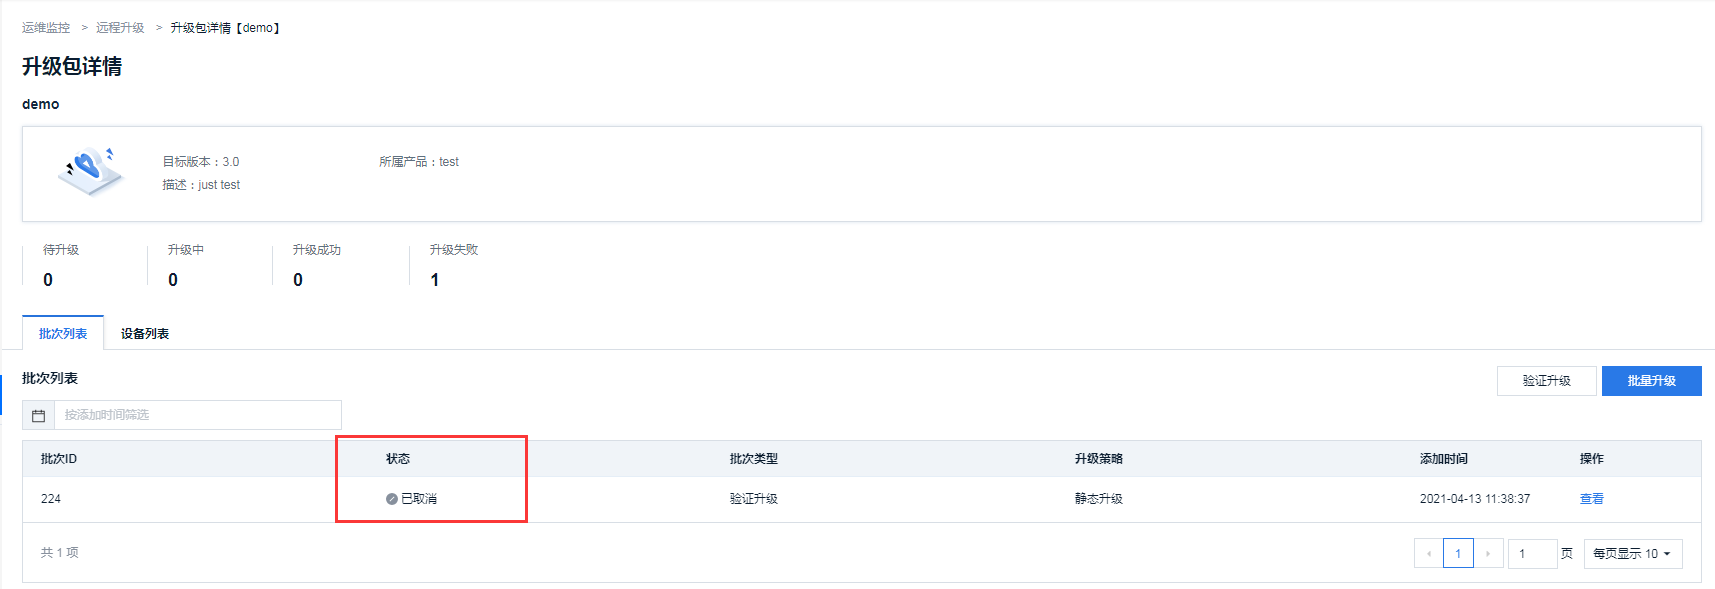 运维监控 > 远程升级 > 升级包详情【demo】
升级包详情
demo
目标版本：3.0 所属产品：test
描述：just test
待升级 升级中 升级成功 升级失败
0 0 0 1
批次列表 设备列表
批次列表 验证升级 批量升级
按添加时间筛选
批次ID 状态 批次类型 升级策略 添加时间 操作
224 已取消 验证升级 静态升级 2021-04-13 11:38:37 查看
共 1 项 1 1 页 每页显示 10